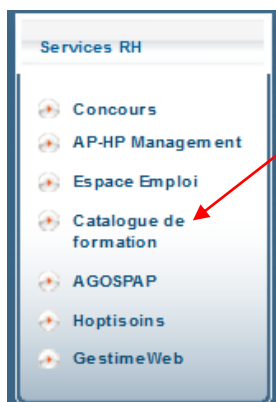 Services RH
Concours
AP-HP Management
Espace Emploi
Catalogue de
formation
AGOSPAP
Hoptisoins
GestimeWeb